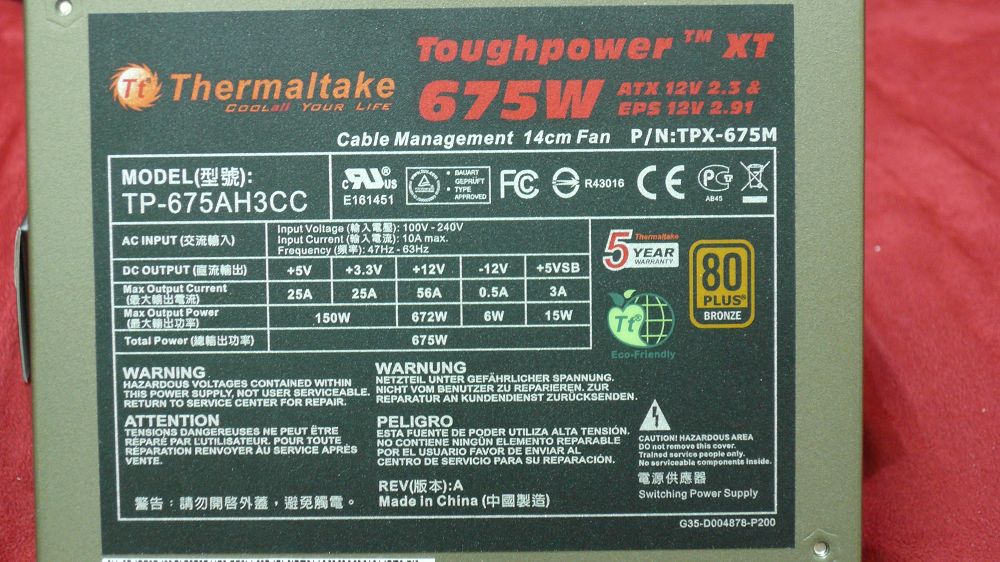 Toughpower ™ XT
Tt® Thermaltake
COOLall YOUR LIFE
675W ATX 12V 2.3 &
EPS 12V 2.91
Cable Management 14cm Fan P/N:TPX-675M
MODEL(型號):
TP-675AH3CC
c RU US
E161451
BAUART
GEPRÜFT
TYPE
APPROVED
FC
R43016
CE
PG
AB45
AC INPUT (交流輸入)
Input Voltage (輸入電壓): 100V - 240V
Input Current (輸入電流): 10A max.
Frequency (頻率): 47Hz - 63Hz
DC OUTPUT (直流輸出) +5V +3.3V +12V -12V +5VSB
Max Output Current
(最大輸出電流) 25A 25A 56A 0.5A 3A
Max Output Power
(最大輸出功率) 150W 672W 6W 15W
Total Power (總輸出功率) 675W
Thermaltake
5 YEAR
WARRANTY
80
PLUS®
BRONZE
Tt®
Eco-Friendly
WARNING
HAZARDOUS VOLTAGES CONTAINED WITHIN
THIS POWER SUPPLY, NOT USER SERVICEABLE.
RETURN TO SERVICE CENTER FOR REPAIR.
WARNUNG
NETZTEIL UNTER GEFÄHRLICHER SPANNUNG.
NICHT VOM BENUTZER ZU REPARIEREN. ZUR
REPARATUR AN KUNDENDIENST ZURÜCKSENDEN.
ATTENTION
TENSIONS DANGEREUSES NE PEUT ÊTRE
RÉPARÉ PAR L'UTILISATEUR. POUR TOUTE
RÉPARATION RENVOYER AU SERVICE APRÈS
VENTE.
PELIGRO
ESTA FUENTE DE PODER UTILIZA ALTA TENSIÓN.
NO CONTIENE NINGÚN ELEMENTO REPARABLE
POR EL USUARIO FAVOR DE ENVIAR AL
CENTRO DE SERVICIO PARA SU REPARACIÓN.
CAUTION! HAZARDOUS AREA
DO not remove this cover.
Trained service people only.
No serviceable components inside.
電源供應器
Switching Power Supply
警告：請勿開啓外蓋，避免觸電。
REV(版本):A
Made in China (中國製造)
G35-D004878-P200